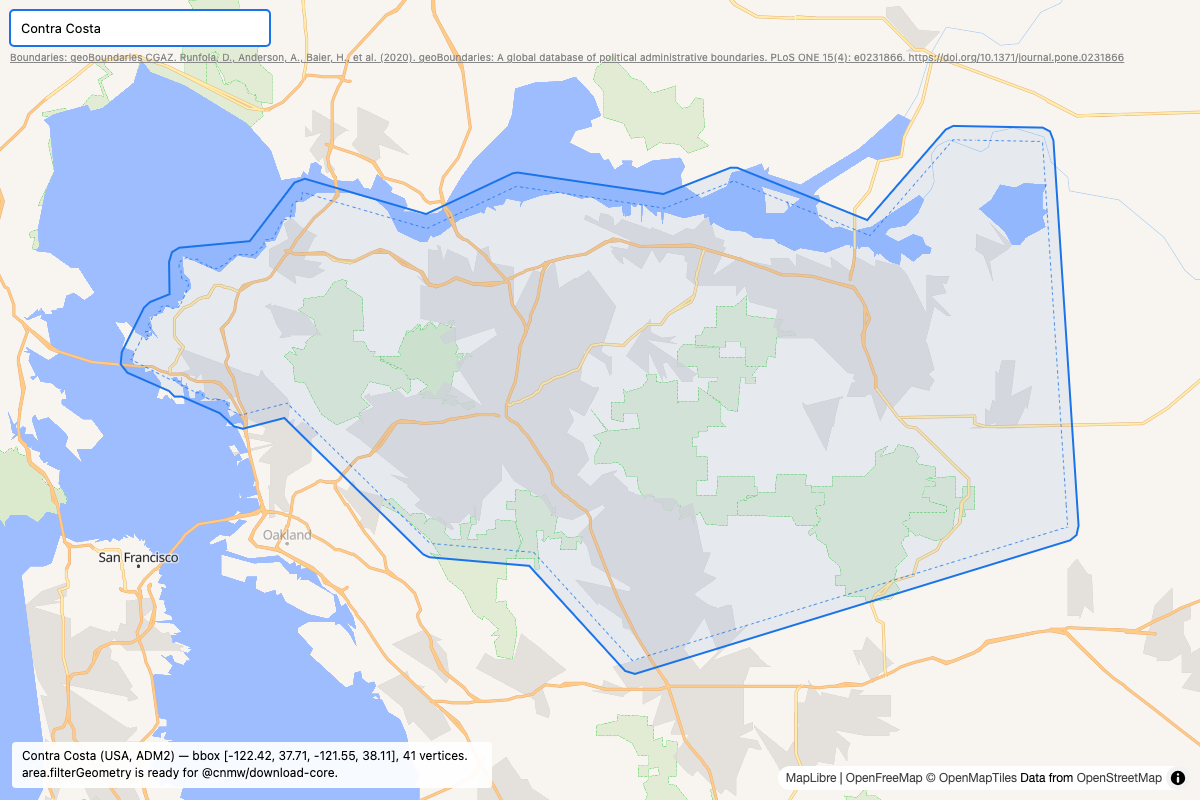 Contra Costa
Boundaries: geoBoundaries CGAZ. Runfola, D., Anderson, A., Baier, H., et al. (2020). geoBoundaries: A global database of political administrative boundaries. PLoS ONE 15(4): e0231866. https://doi.org/10.1371/journal.pone.0231866
Oakland
San Francisco
Contra Costa (USA, ADM2) — bbox [-122.42, 37.71, -121.55, 38.11], 41 vertices.
area.filterGeometry is ready for @cnmw/download-core.
MapLibre | OpenFreeMap © OpenMapTiles Data from OpenStreetMap